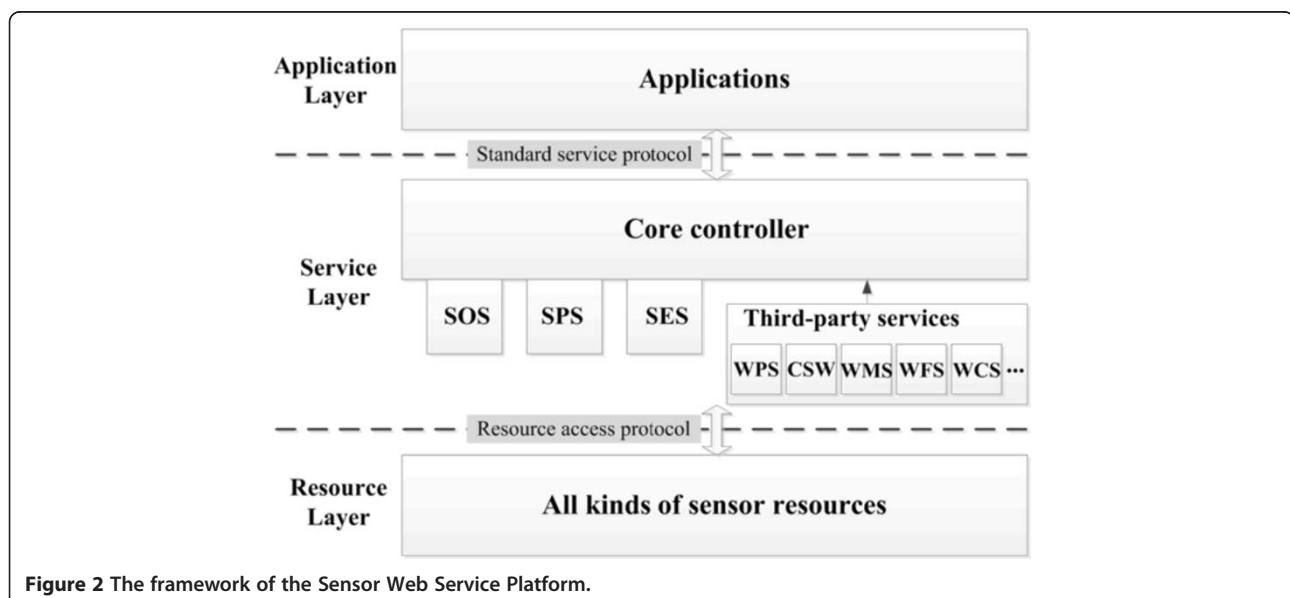 Application
Layer
Applications
Standard service protocol
Core controller
Service
Layer
SOS
SPS
SES
Third-party services
WPS
CSW
WMS
WFS
WCS
...
Resource access protocol
Resource
Layer
All kinds of sensor resources
Figure 2 The framework of the Sensor Web Service Platform.